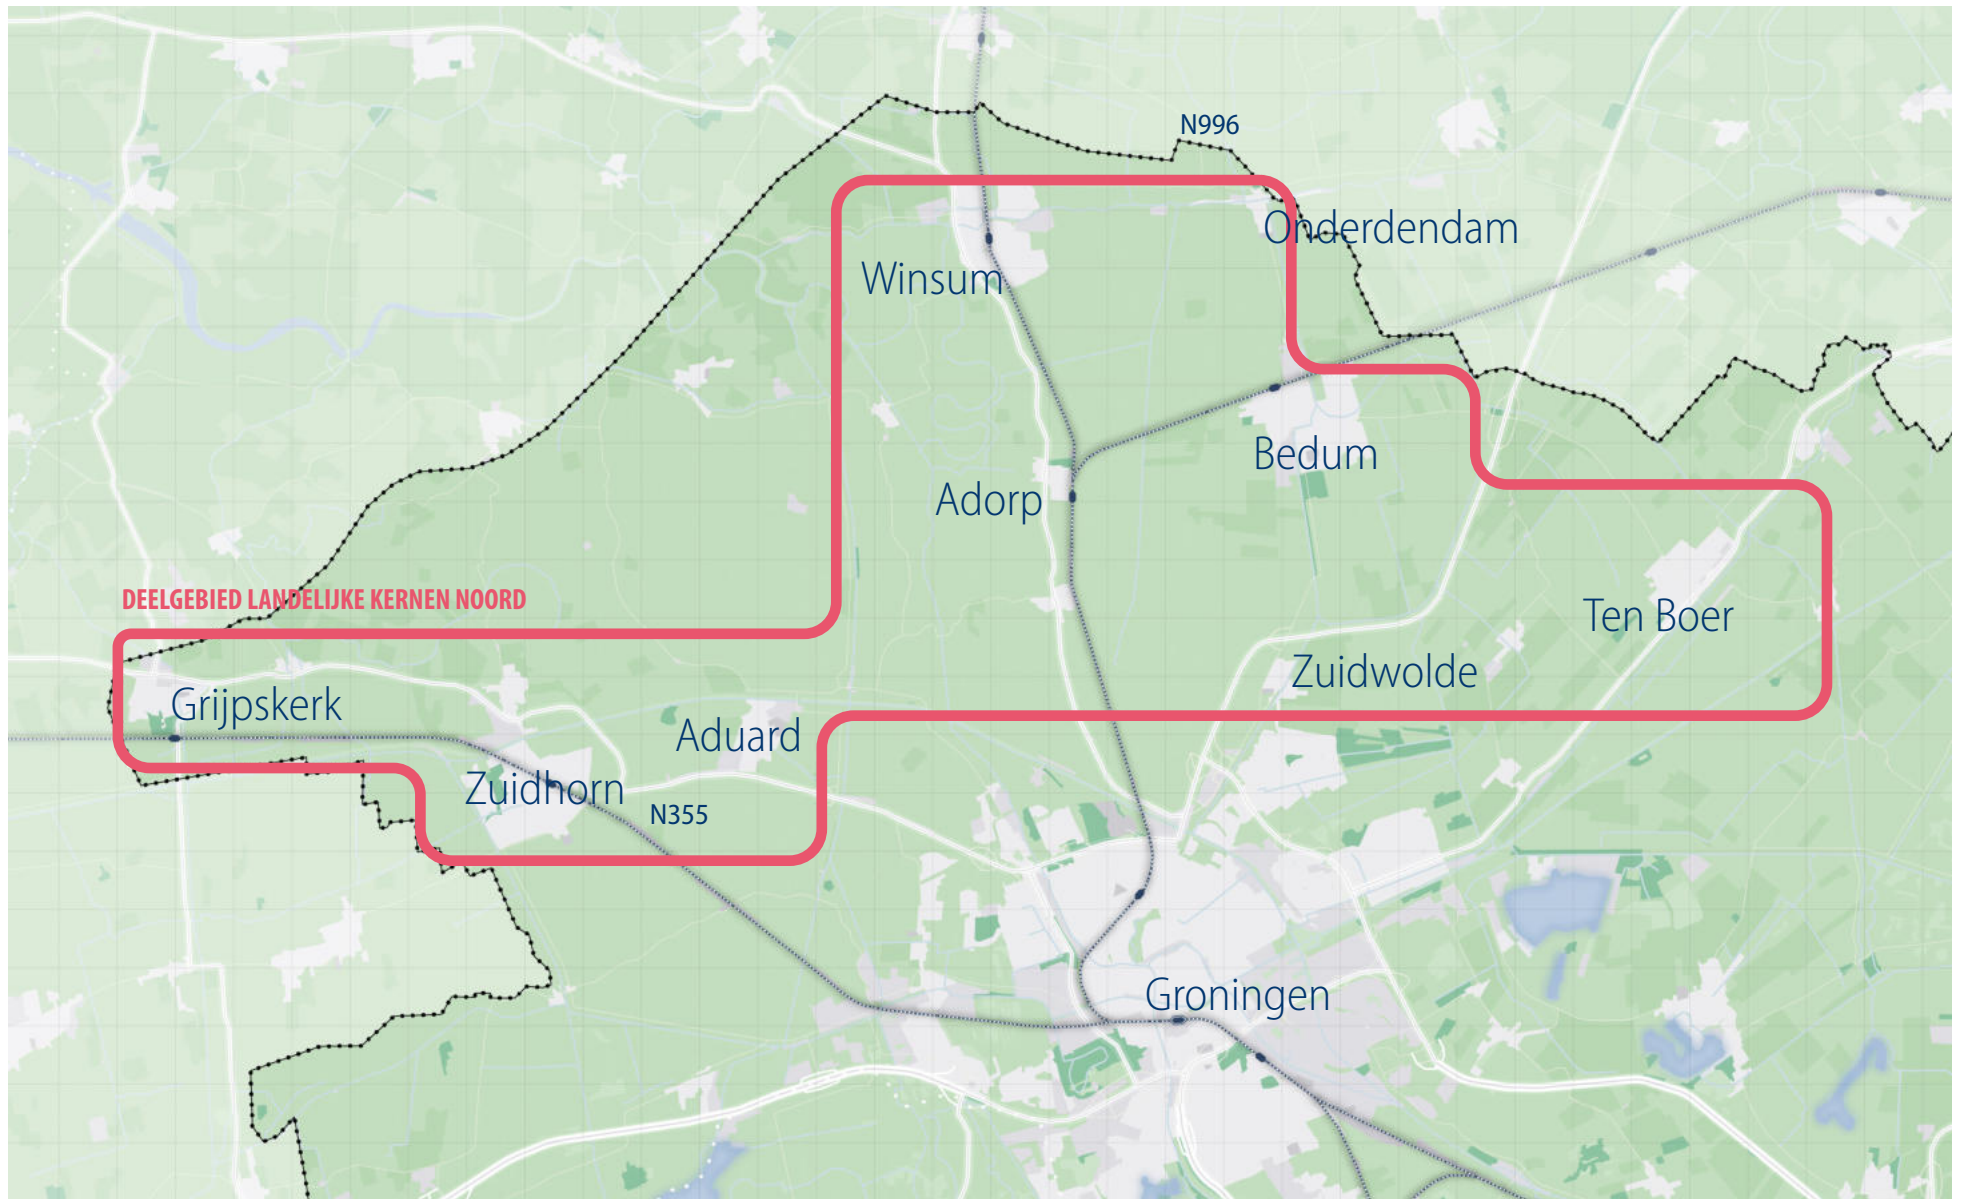 N996
Onderdendam
Winsum
Bedum
Adorp
DEELGEBIED LANDELIJKE KERNEN NOORD
Ten Boer
Zuidwolde
Grijpskerk
Aduard
Zuidhorn
N355
Groningen